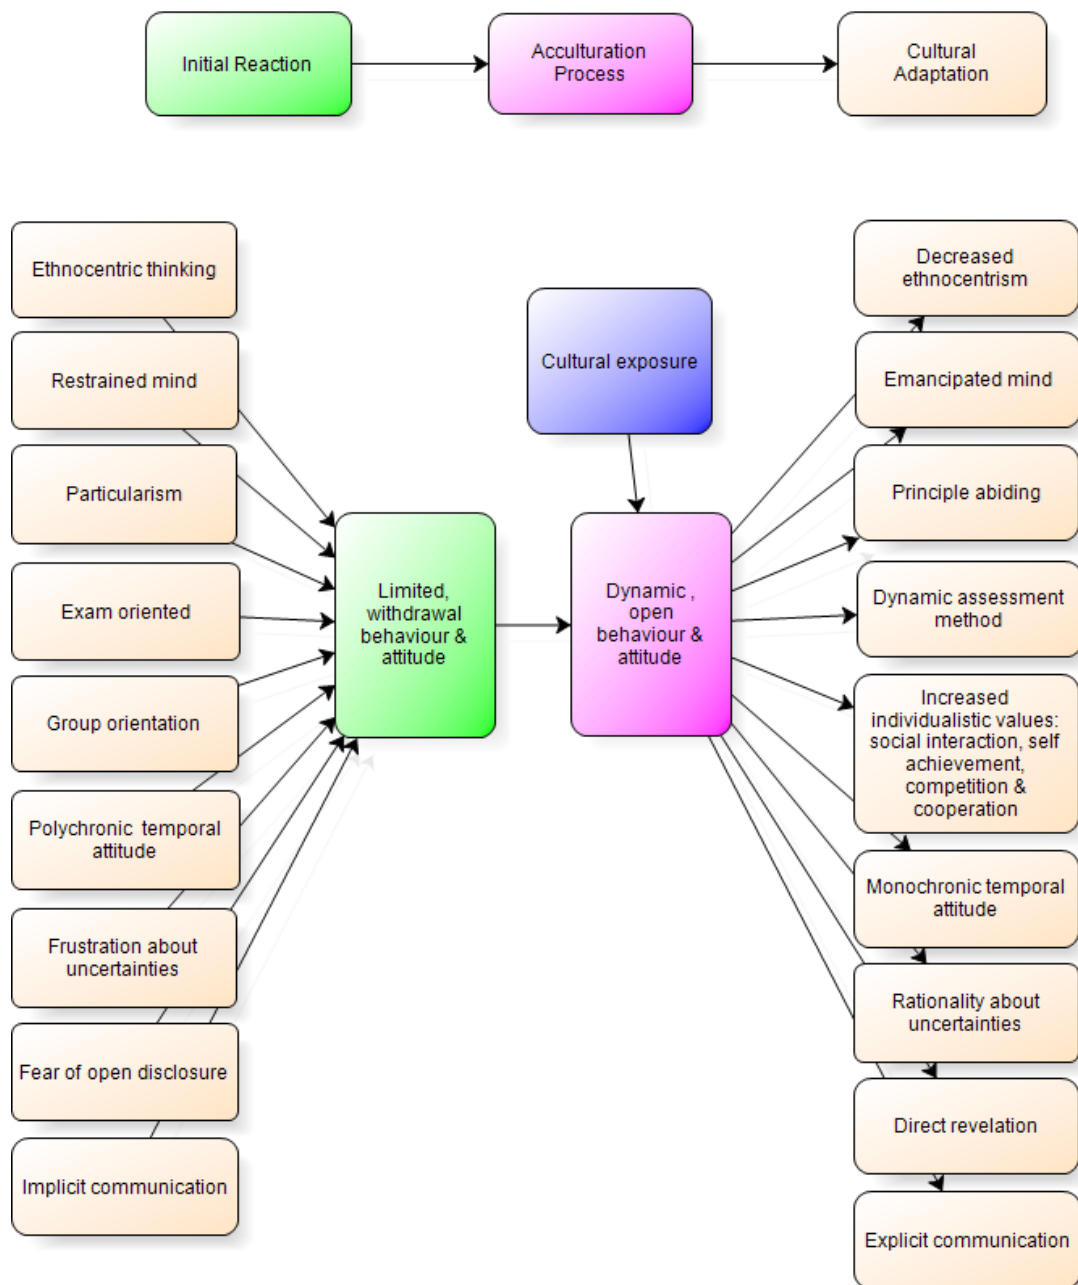 Initial Reaction
Acculturation
Process
Cultural
Adaptation
Ethnocentric thinking
Restrained mind
Particularism
Exam oriented
Group orientation
Polychronic temporal
attitude
Frustration about
uncertainties
Fear of open disclosure
Implicit communication
Limited,
withdrawal
behaviour &
attitude
Cultural exposure
Dynamic ,
open
behaviour &
attitude
Decreased
ethnocentrism
Emancipated mind
Principle abiding
Dynamic assessment
method
Increased
individualistic values:
social interaction, self
achievement,
competition &
cooperation
Monochronic temporal
attitude
Rationality about
uncertainties
Direct revelation
Explicit communication